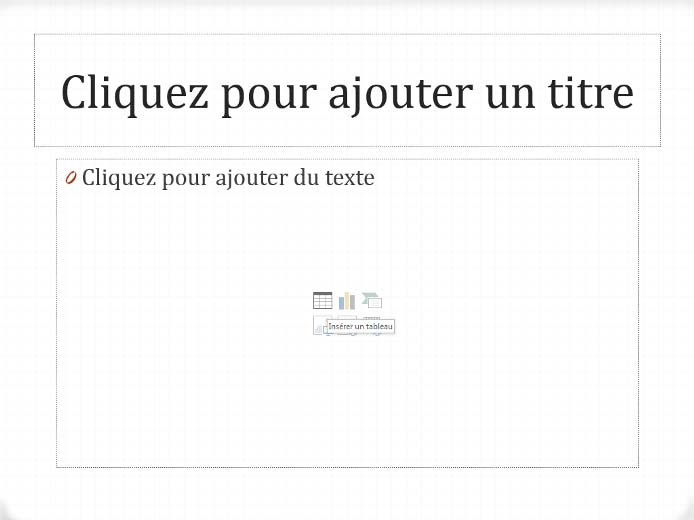 Cliquez pour ajouter un titre
Cliquez pour ajouter du texte
Insérer un tableau